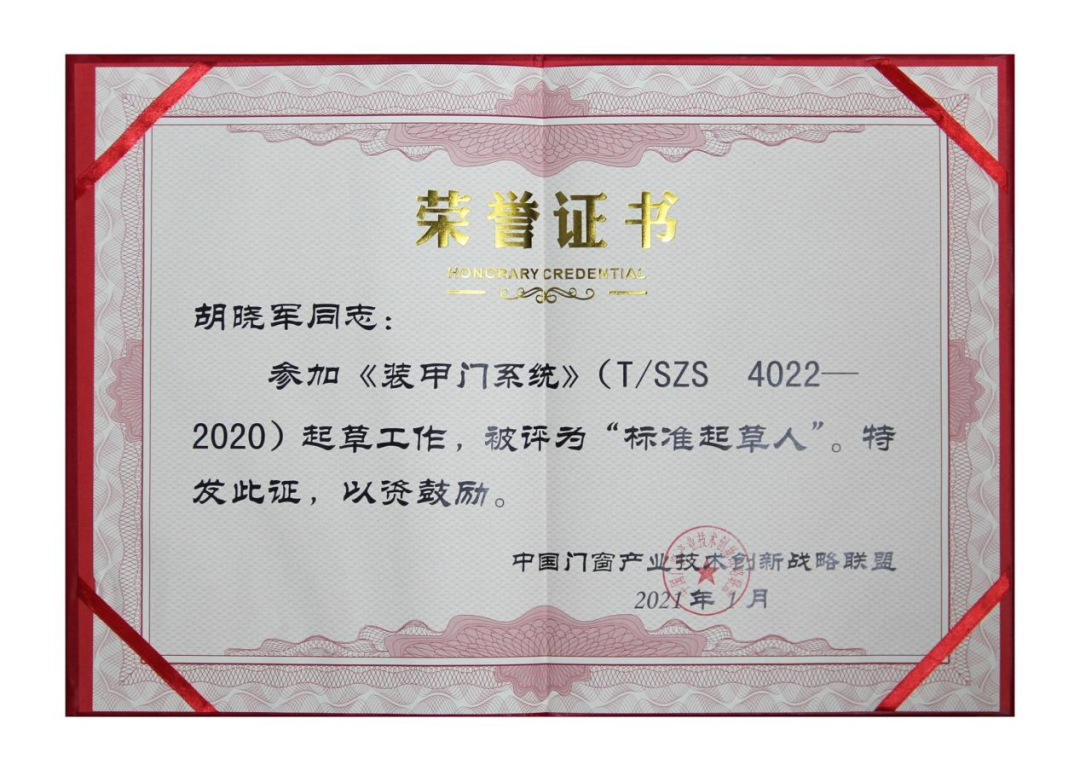 荣誉证书
HONORARY CREDENTIAL
胡晓军同志：
参加《装甲门系统》（T/SZS 4022—
2020）起草工作，被评为“标准起草人”。特
发此证，以资鼓励。
中国门窗产业技术创新战略联盟
2021年1月